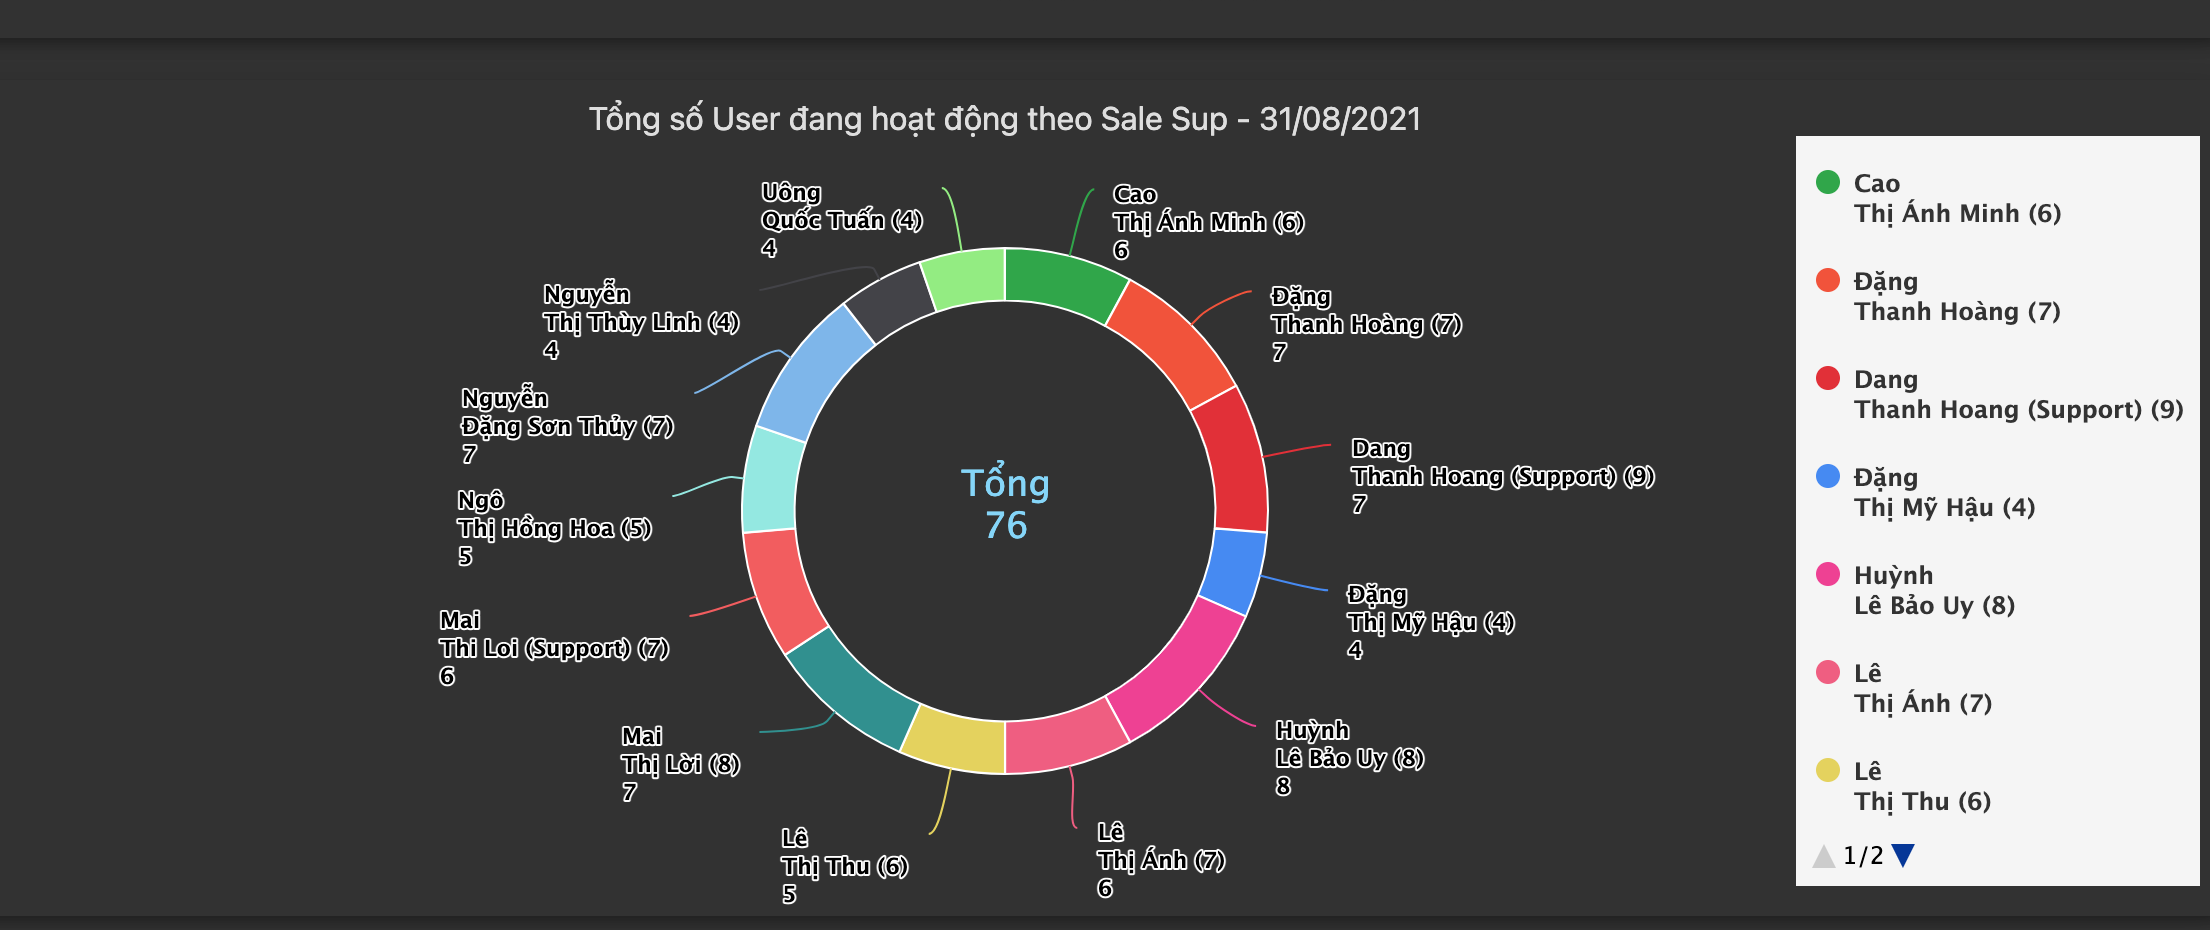 Tổng số User đang hoạt động theo Sale Sup - 31/08/2021
Uông
Quốc Tuấn (4)
4
Cao
Thị Ánh Minh (6)
6
Nguyễn
Thị Thùy Linh (4)
4
Đặng
Thanh Hoàng (7)
7
Nguyễn
Đặng Sơn Thủy (7)
7
Dang
Thanh Hoang (Support) (9)
7
Tổng
76
Ngô
Thị Hồng Hoa (5)
5
Đặng
Thị Mỹ Hậu (4)
4
Mai
Thi Loi (Support) (7)
6
Huỳnh
Lê Bảo Uy (8)
8
Mai
Thị Lời (8)
7
Lê
Thị Thu (6)
5
Lê
Thị Ánh (7)
6
Cao
Thị Ánh Minh (6)
Đặng
Thanh Hoàng (7)
Dang
Thanh Hoang (Support) (9)
Đặng
Thị Mỹ Hậu (4)
Huỳnh
Lê Bảo Uy (8)
Lê
Thị Ánh (7)
Lê
Thị Thu (6)
1/2